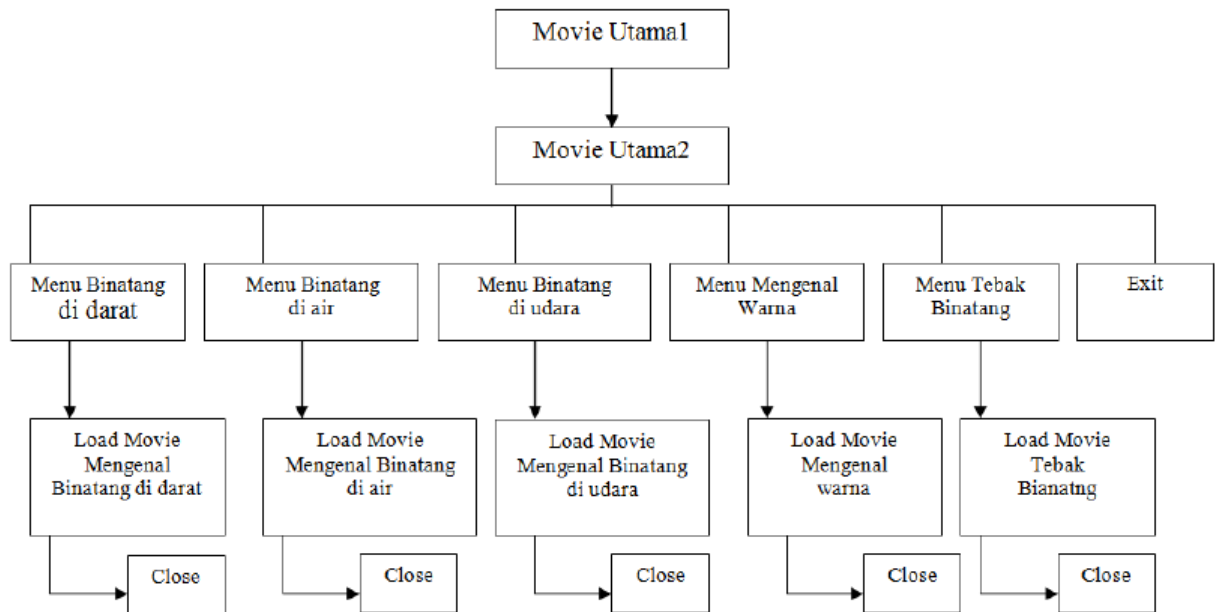 Movie Utama1
Movie Utama2
Menu Binatang
di darat
Menu Binatang
di air
Menu Binatang
di udara
Menu Mengenal
Warna
Menu Tebak
Binatang
Exit
Load Movie
Mengenal
Binatang di darat
Load Movie
Mengenal Binatang
di air
Load Movie
Mengenal Binatang
di udara
Load Movie
Mengenal
warna
Load Movie
Tebak
Bianatng
Close
Close
Close
Close
Close